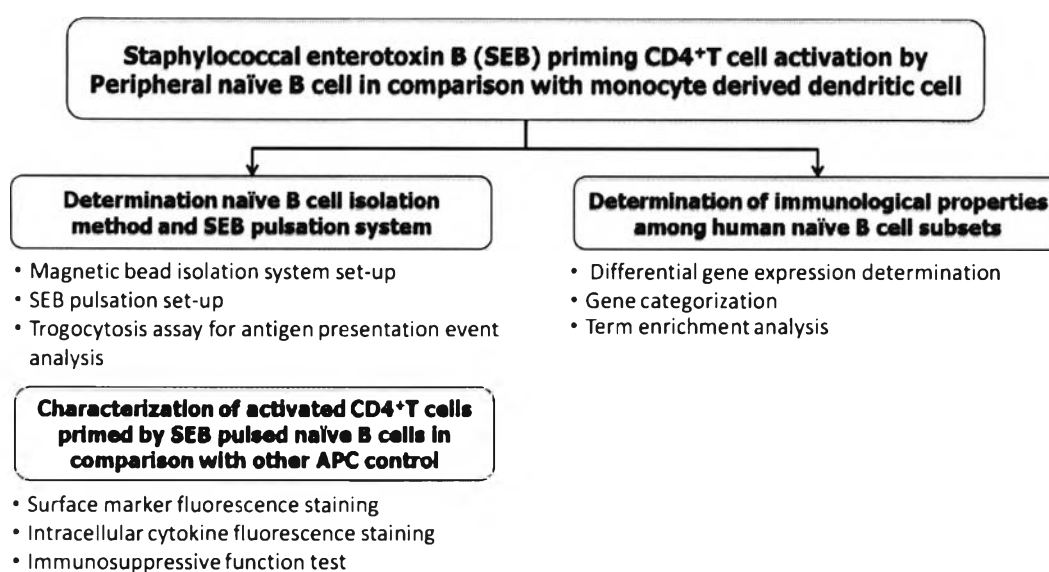 Staphylococcal enterotoxin B (SEB) priming CD4⁺T cell activation by
Peripheral naïve B cell in comparison with monocyte derived dendritic cell
Determination naïve B cell isolation
method and SEB pulsation system
• Magnetic bead isolation system set-up
• SEB pulsation set-up
• Trogocytosis assay for antigen presentation event
analysis
Characterization of activated CD4⁺T cells
primed by SEB pulsed naïve B cells in
comparison with other APC control
• Surface marker fluorescence staining
• Intracellular cytokine fluorescence staining
• Immunosuppressive function test
Determination of immunological properties
among human naïve B cell subsets
• Differential gene expression determination
• Gene categorization
• Term enrichment analysis